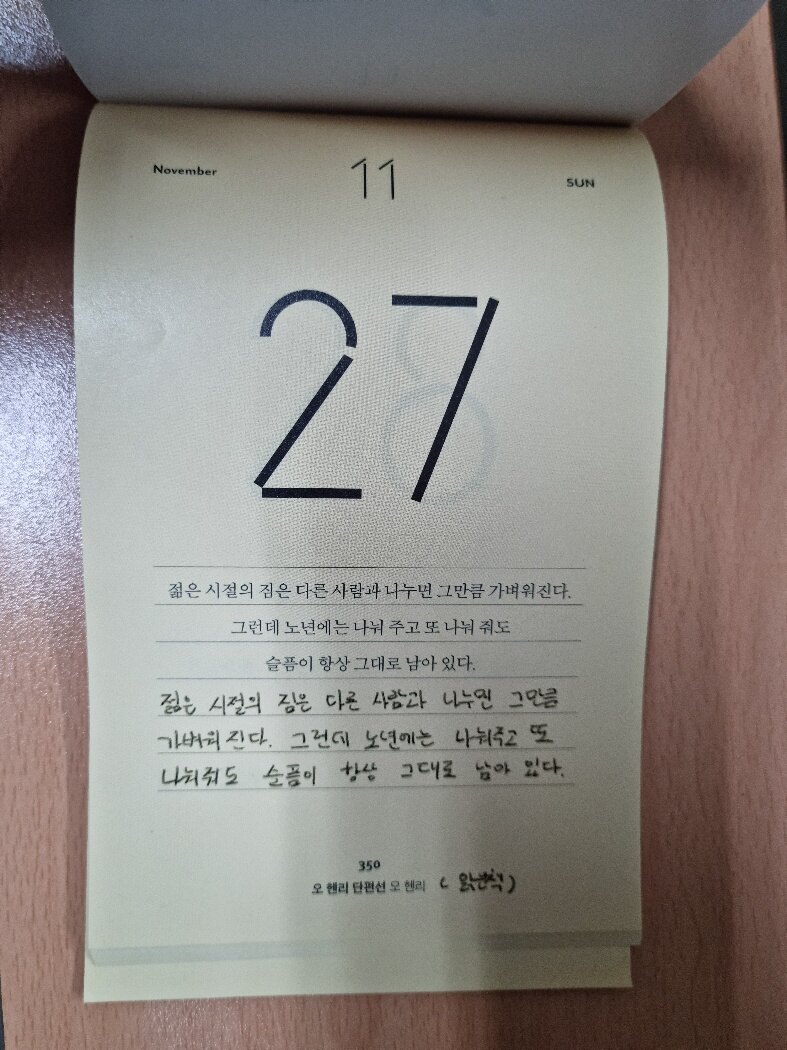 November 11 SUN
27
젊은 시절의 짐은 다른 사람과 나누면 그만큼 가벼워진다.
그런데 노년에는 나눠 주고 또 나눠 줘도
슬픔이 항상 그대로 남아 있다.
젊은 시절의 짐은 다른 사람과 나누면 그만큼
가벼워진다. 그런데 노년에는 나눠주고 또
나눠줘도 슬픔이 항상 그대로 남아 있다.
350
오 헨리 단편선 오 헨리 ( 읽은책 )